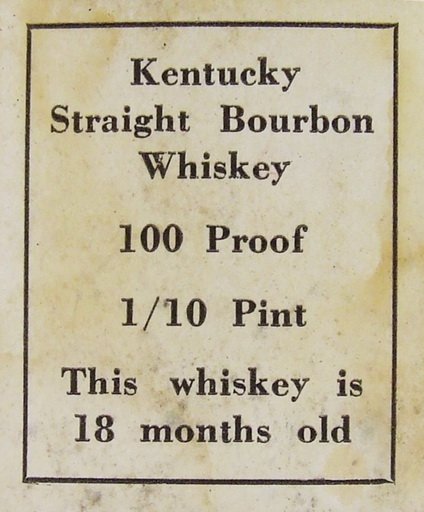 Kentucky
Straight Bourbon
Whiskey
100 Proof
1/10 Pint
This whiskey is
18 months old